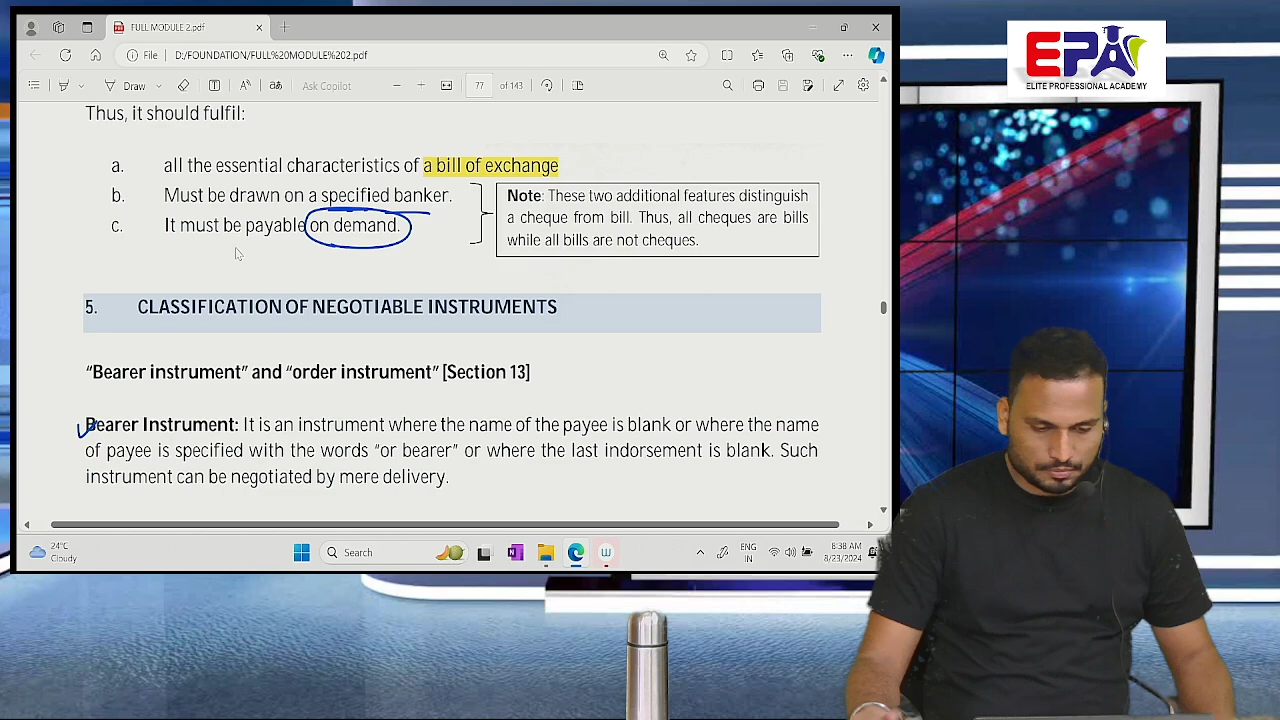 FULL MODULE 2.pdf
File
D:/FOUNDATION/FULL%20MODULE
Draw
Ask Copilot
77 of 143
Thus, it should fulfil:
a. all the essential characteristics of a bill of exchange
b. Must be drawn on a specified banker.
c. It must be payable on demand.
Note: These two additional features distinguish
a cheque from bill. Thus, all cheques are bills
while all bills are not cheques.
5. CLASSIFICATION OF NEGOTIABLE INSTRUMENTS
“Bearer instrument” and “order instrument” [Section 13]
Bearer Instrument: It is an instrument where the name of the payee is blank or where the name
of payee is specified with the words “or bearer” or where the last indorsement is blank. Such
instrument can be negotiated by mere delivery.
24°C
Cloudy
Search
ENG
IN
8:38 AM
8/23/2024
EPA
ELITE PROFESSIONAL ACADEMY